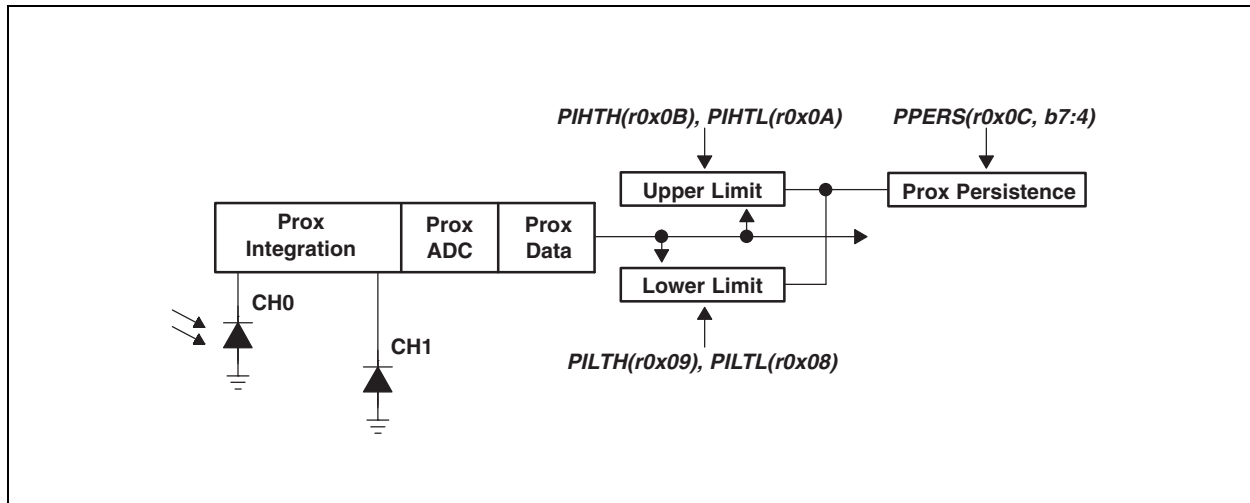 PIHTH(r0x0B), PIHTL(r0x0A)
PPERS(r0x0C, b7:4)
Upper Limit
Prox Persistence
Prox
Integration
Prox
ADC
Prox
Data
Lower Limit
CH0
CH1
PILTH(r0x09), PILTL(r0x08)